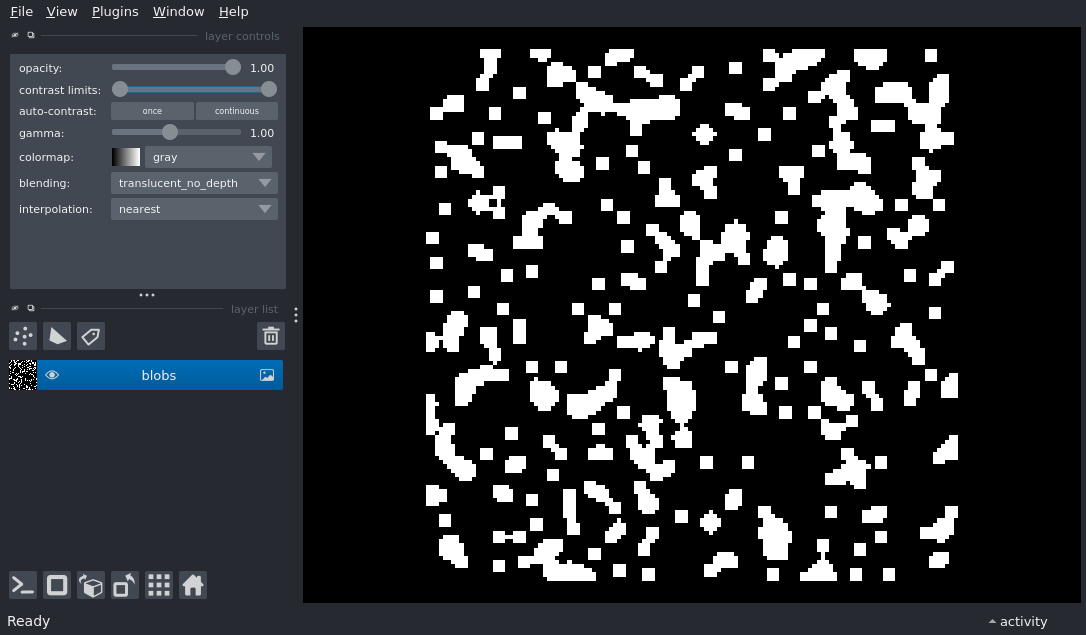 File View Plugins Window Help
layer controls
opacity: 1.00
contrast limits:
auto-contrast: once continuous
gamma: 1.00
colormap: gray
blending: translucent_no_depth
interpolation: nearest
layer list
blobs
Ready activity